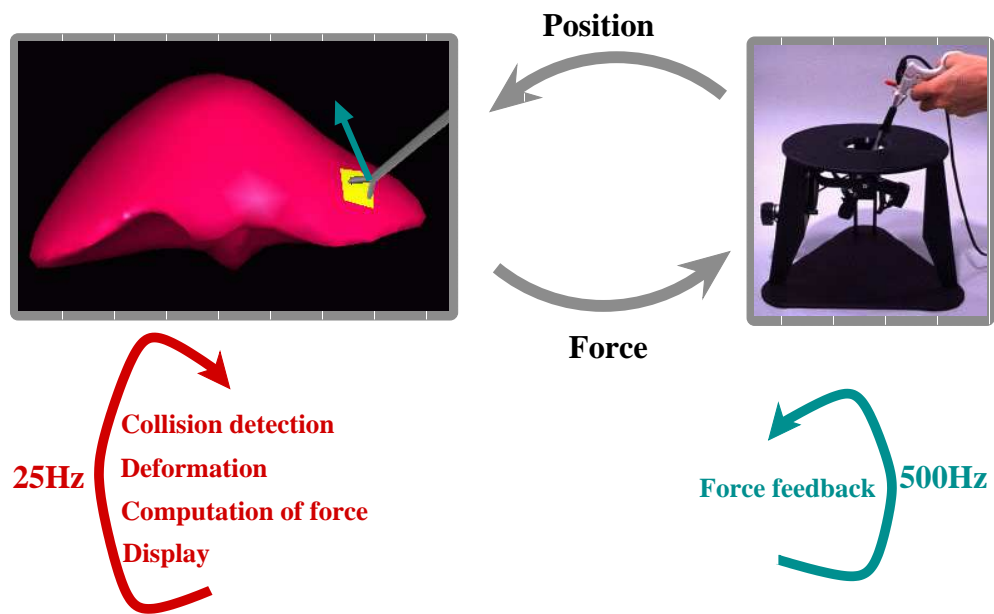 Position
Force
25Hz
Collision detection
Deformation
Computation of force
Display
Force feedback
500Hz